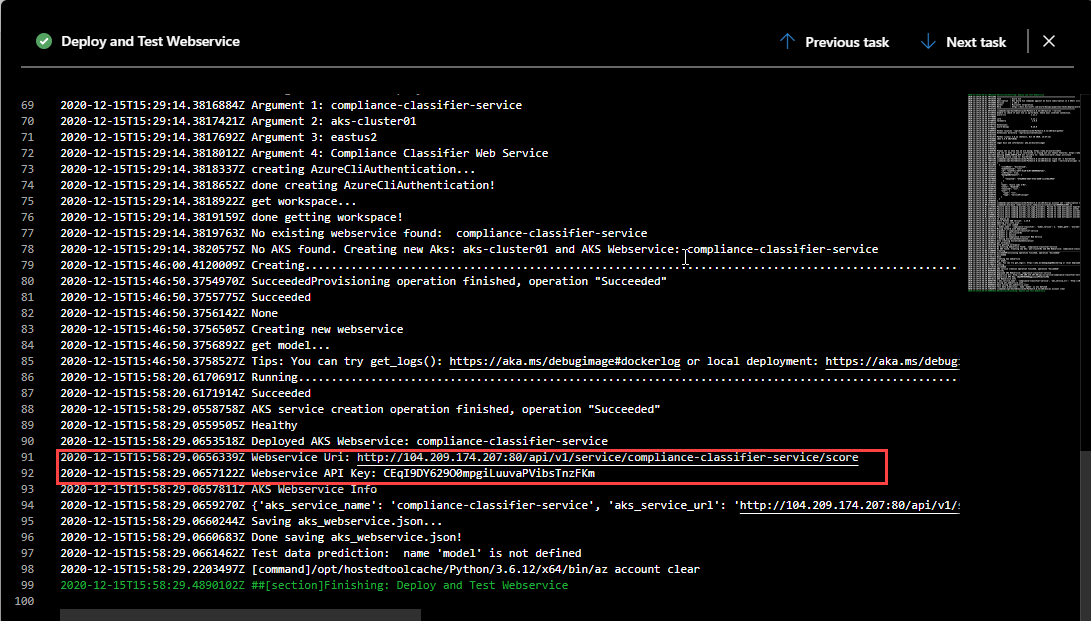 Deploy and Test Webservice
Previous task
Next task
69 2020-12-15T15:29:14.3816884Z Argument 1: compliance-classifier-service
70 2020-12-15T15:29:14.3817421Z Argument 2: aks-cluster01
71 2020-12-15T15:29:14.3817692Z Argument 3: eastus2
72 2020-12-15T15:29:14.3818012Z Argument 4: Compliance Classifier Web Service
73 2020-12-15T15:29:14.3818337Z creating AzureCliAuthentication...
74 2020-12-15T15:29:14.3818652Z done creating AzureCliAuthentication!
75 2020-12-15T15:29:14.3818922Z get workspace...
76 2020-12-15T15:29:14.3819159Z done getting workspace!
77 2020-12-15T15:29:14.3819763Z No existing webservice found:  compliance-classifier-service
78 2020-12-15T15:29:14.3820575Z No AKS found. Creating new Aks: aks-cluster01 and AKS Webservice: compliance-classifier-service
79 2020-12-15T15:46:00.4120009Z Creating..................................................................................................
80 2020-12-15T15:46:50.3754970Z SucceededProvisioning operation finished, operation "Succeeded"
81 2020-12-15T15:46:50.3755775Z Succeeded
82 2020-12-15T15:46:50.3756142Z None
83 2020-12-15T15:46:50.3756505Z Creating new webservice
84 2020-12-15T15:46:50.3756892Z get model...
85 2020-12-15T15:46:50.3758527Z Tips: You can try get_logs(): https://aka.ms/debugimage#dockerlog or local deployment: https://aka.ms/debug
86 2020-12-15T15:58:20.6170691Z Running...................................................................................................
87 2020-12-15T15:58:20.6171914Z Succeeded
88 2020-12-15T15:58:29.0558758Z AKS service creation operation finished, operation "Succeeded"
89 2020-12-15T15:58:29.0559505Z Healthy
90 2020-12-15T15:58:29.0653518Z Deployed AKS Webservice: compliance-classifier-service
91 2020-12-15T15:58:29.0656339Z Webservice Uri: http://104.209.174.207:80/api/v1/service/compliance-classifier-service/score
92 2020-12-15T15:58:29.0657122Z Webservice API Key: CEqI9DY629O0mpgiLuuvaPVibsTnzFKm
93 2020-12-15T15:58:29.0657811Z AKS Webservice Info
94 2020-12-15T15:58:29.0659270Z {'aks_service_name': 'compliance-classifier-service', 'aks_service_url': 'http://104.209.174.207:80/api/v1/
95 2020-12-15T15:58:29.0660244Z Saving aks_webservice.json...
96 2020-12-15T15:58:29.0660683Z Done saving aks_webservice.json!
97 2020-12-15T15:58:29.0661462Z Test data prediction:  name 'model' is not defined
98 2020-12-15T15:58:29.2203497Z [command]/opt/hostedtoolcache/Python/3.6.12/x64/bin/az account clear
99 2020-12-15T15:58:29.4890102Z ##[section]Finishing: Deploy and Test Webservice
100